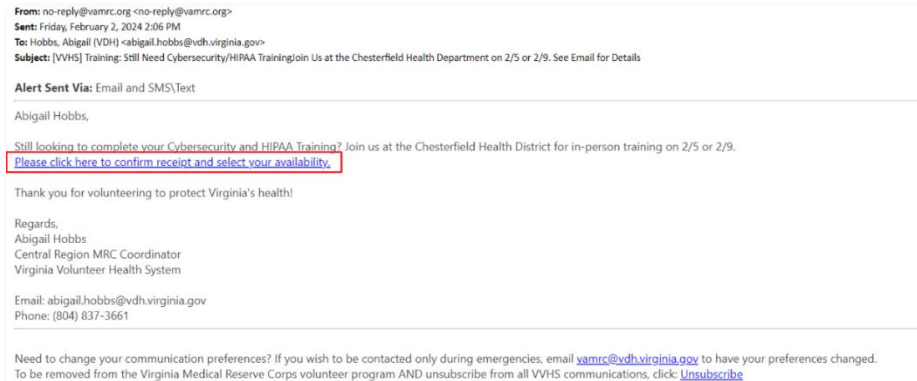 From: no-reply@vamrc.org <no-reply@vamrc.org>
Sent: Friday, February 2, 2024 2:06 PM
To: Hobbs, Abigail (VDH) <abigail.hobbs@vdh.virginia.gov>
Subject: [VVHS] Training: Still Need Cybersecurity/HIPAA TrainingJoin Us at the Chesterfield Health Department on 2/5 or 2/9. See Email for Details
Alert Sent Via: Email and SMS\Text
Abigail Hobbs,
Still looking to complete your Cybersecurity and HIPAA Training? Join us at the Chesterfield Health District for in-person training on 2/5 or 2/9.
Please click here to confirm receipt and select your availability.
Thank you for volunteering to protect Virginia's health!
Regards,
Abigail Hobbs
Central Region MRC Coordinator
Virginia Volunteer Health System
Email: abigail.hobbs@vdh.virginia.gov
Phone: (804) 837-3661
Need to change your communication preferences? If you wish to be contacted only during emergencies, email vamrc@vdh.virginia.gov to have your preferences changed.
To be removed from the Virginia Medical Reserve Corps volunteer program AND unsubscribe from all VVHS communications, click: Unsubscribe